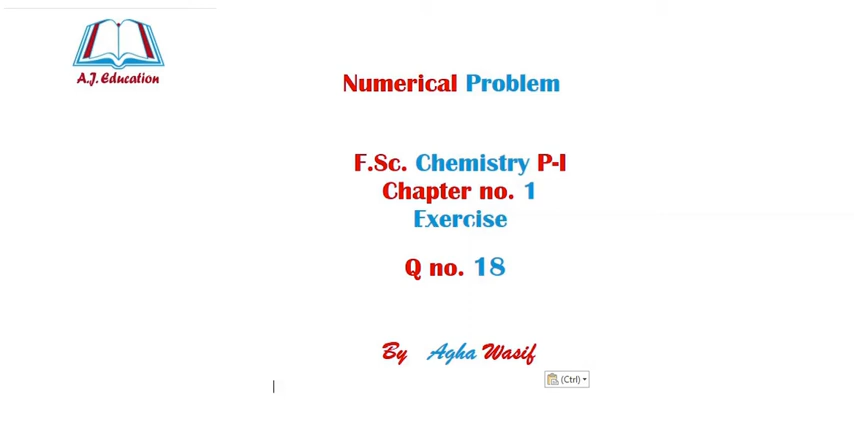 A.J. Education
Numerical Problem
F.Sc. Chemistry P-I
Chapter no. 1
Exercise
Q no. 18
By Agha Wasif
(Ctrl)